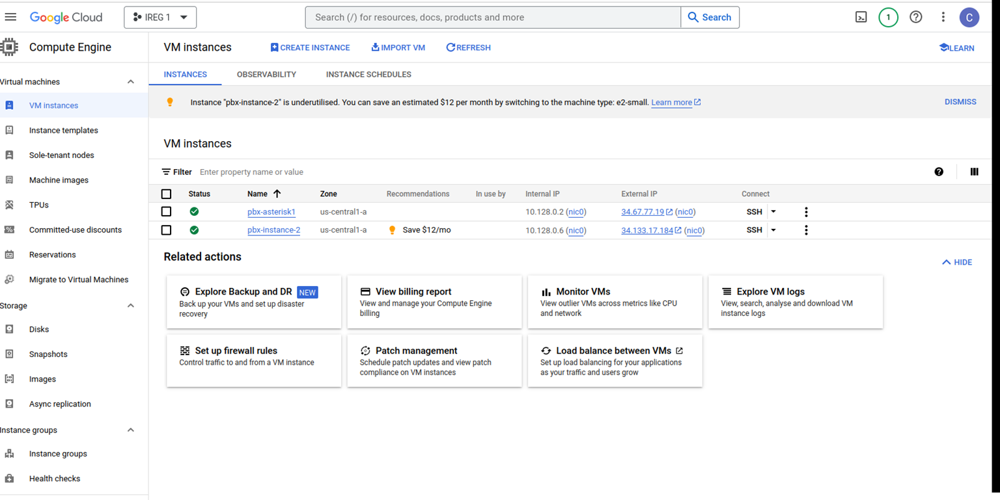 Google Cloud
IREG 1
Search (/) for resources, docs, products and more
Search
1
C
Compute Engine
VM instances
CREATE INSTANCE
IMPORT VM
REFRESH
LEARN
Virtual machines
VM instances
Instance templates
Sole-tenant nodes
Machine images
TPUs
Committed-use discounts
Reservations
Migrate to Virtual Machines
Storage
Disks
Snapshots
Images
Async replication
Instance groups
Instance groups
Health checks
INSTANCES
OBSERVABILITY
INSTANCE SCHEDULES
Instance "pbx-instance-2" is underutilised. You can save an estimated $12 per month by switching to the machine type: e2-small. Learn more
DISMISS
VM instances
Filter Enter property name or value
Status Name Zone Recommendations In use by Internal IP External IP Connect
pbx-asterisk1 us-central1-a 10.128.0.2 (nic0) 34.67.77.19 (nic0) SSH
pbx-instance-2 us-central1-a Save $12/mo 10.128.0.6 (nic0) 34.133.17.184 (nic0) SSH
Related actions
HIDE
Explore Backup and DR NEW
Back up your VMs and set up disaster
recovery
View billing report
View and manage your Compute Engine
billing
Monitor VMs
View outlier VMs across metrics like CPU
and network
Explore VM logs
View, search, analyse and download VM
instance logs
Set up firewall rules
Control traffic to and from a VM instance
Patch management
Schedule patch updates and view patch
compliance on VM instances
Load balance between VMs
Set up load balancing for your applications
as your traffic and users grow